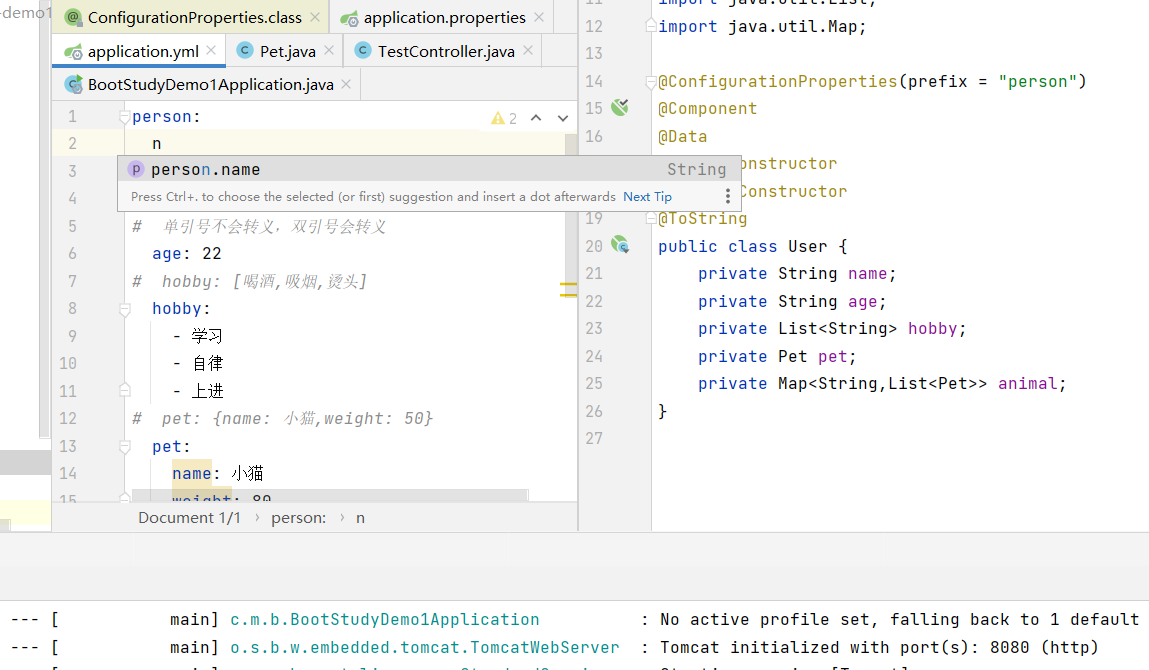 -demo1
ConfigurationProperties.class
application.properties
application.yml
Pet.java
TestController.java
BootStudyDemo1Application.java
1 person:
2 n
2
person.name String
Press Ctrl+. to choose the selected (or first) suggestion and insert a dot afterwards Next Tip
3
4
5 # 单引号不会转义，双引号会转义
6 age: 22
7 # hobby: [喝酒,吸烟,烫头]
8 hobby:
9 - 学习
10 - 自律
11 - 上进
12 # pet: {name: 小猫,weight: 50}
13 pet:
14 name: 小猫
15 weight: 80
Document 1/1 › person: › n
11 import java.util.List;
12 import java.util.Map;
13
14 @ConfigurationProperties(prefix = "person")
15 @Component
16 @Data
onstructor
Constructor
19 @ToString
20 public class User {
21 private String name;
22 private String age;
23 private List<String> hobby;
24 private Pet pet;
25 private Map<String,List<Pet>> animal;
26 }
27
--- [ main] c.m.b.BootStudyDemo1Application : No active profile set, falling back to 1 default
--- [ main] o.s.b.w.embedded.tomcat.TomcatWebServer : Tomcat initialized with port(s): 8080 (http)